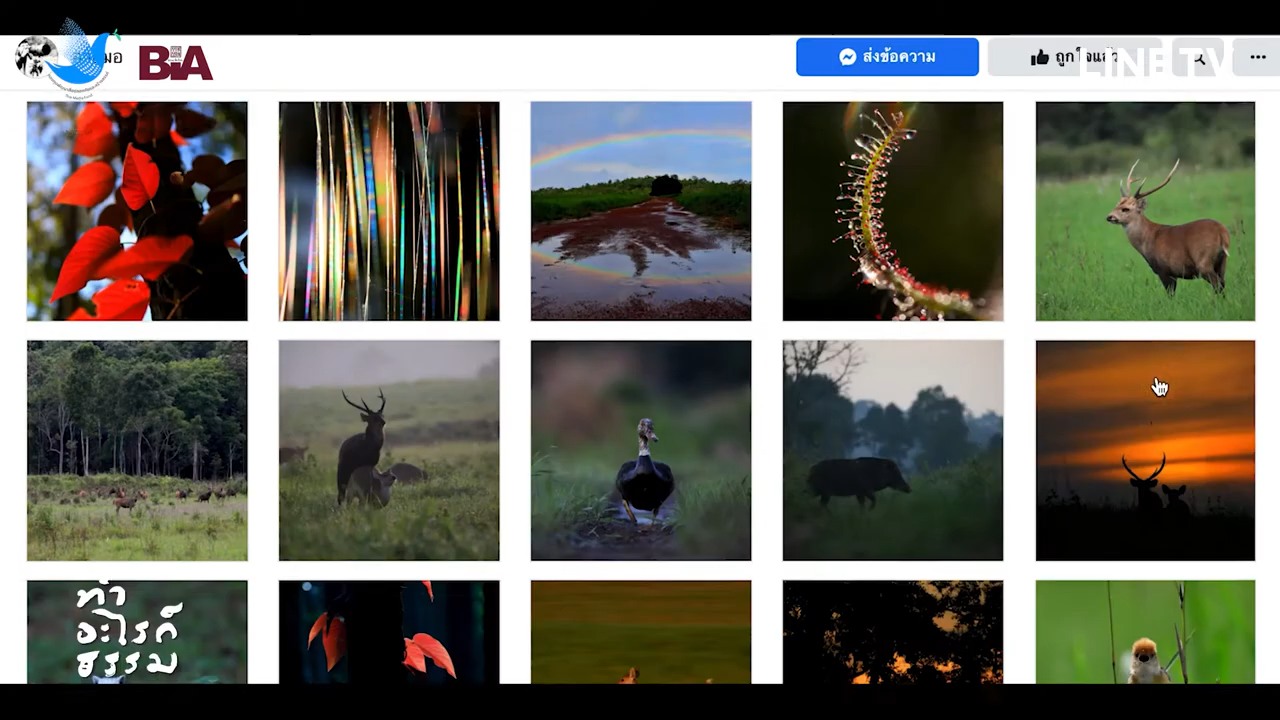 มอ
BIA
ส่งข้อความ
ถูกใจแล้ว
LINE TV
ทำ
อะไรก็
ธรรม